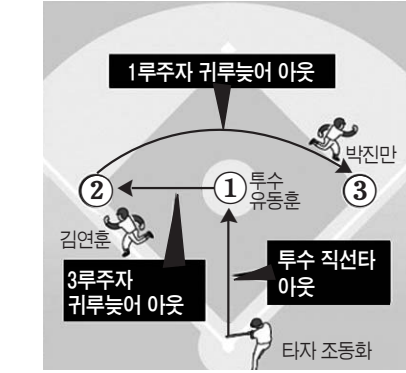 1루주자 귀루늦어 아웃
박진만
②
①
투수
유동훈
③
김연훈
3루주자
귀루늦어 아웃
투수 직선타
아웃
타자 조동화